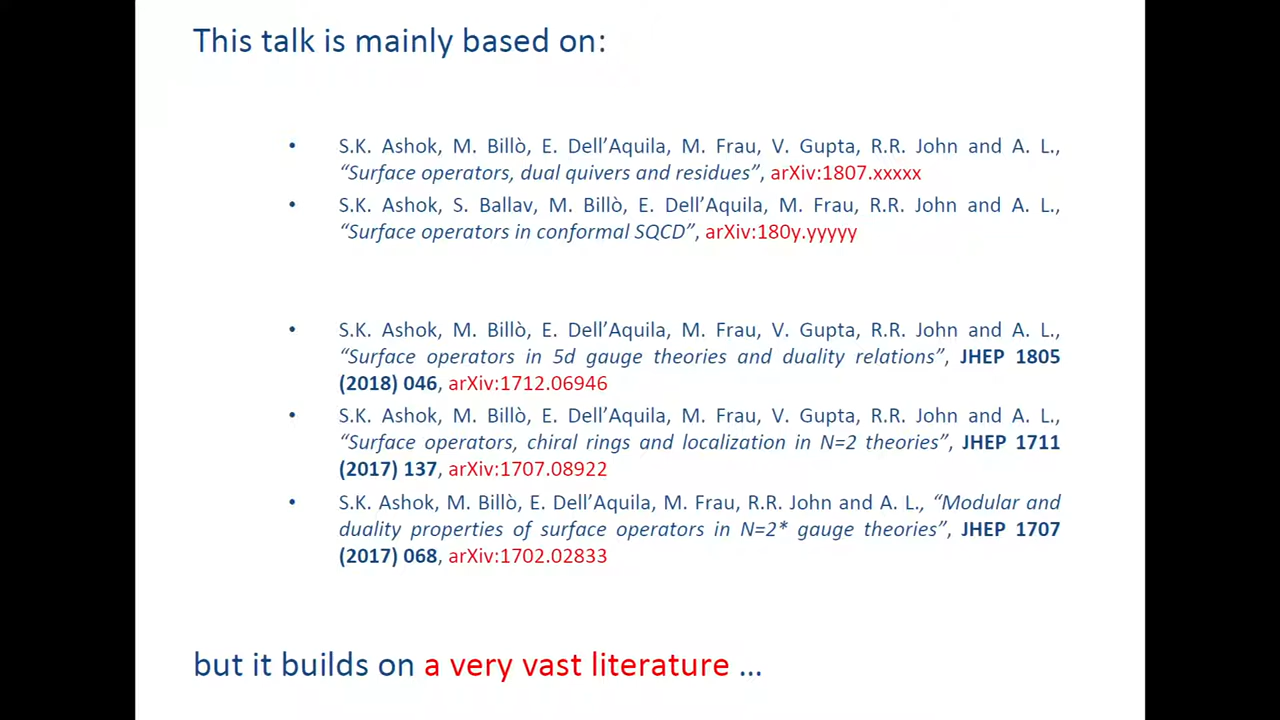 This talk is mainly based on:
• S.K. Ashok, M. Billò, E. Dell’Aquila, M. Frau, V. Gupta, R.R. John and A. L.,
“Surface operators, dual quivers and residues”, arXiv:1807.xxxxx
• S.K. Ashok, S. Ballav, M. Billò, E. Dell’Aquila, M. Frau, R.R. John and A. L.,
“Surface operators in conformal SQCD”, arXiv:180y.yyyyy
• S.K. Ashok, M. Billò, E. Dell’Aquila, M. Frau, V. Gupta, R.R. John and A. L.,
“Surface operators in 5d gauge theories and duality relations”, JHEP 1805
(2018) 046, arXiv:1712.06946
• S.K. Ashok, M. Billò, E. Dell’Aquila, M. Frau, V. Gupta, R.R. John and A. L.,
“Surface operators, chiral rings and localization in N=2 theories”, JHEP 1711
(2017) 137, arXiv:1707.08922
• S.K. Ashok, M. Billò, E. Dell’Aquila, M. Frau, R.R. John and A. L., “Modular and
duality properties of surface operators in N=2* gauge theories”, JHEP 1707
(2017) 068, arXiv:1702.02833
but it builds on a very vast literature ...